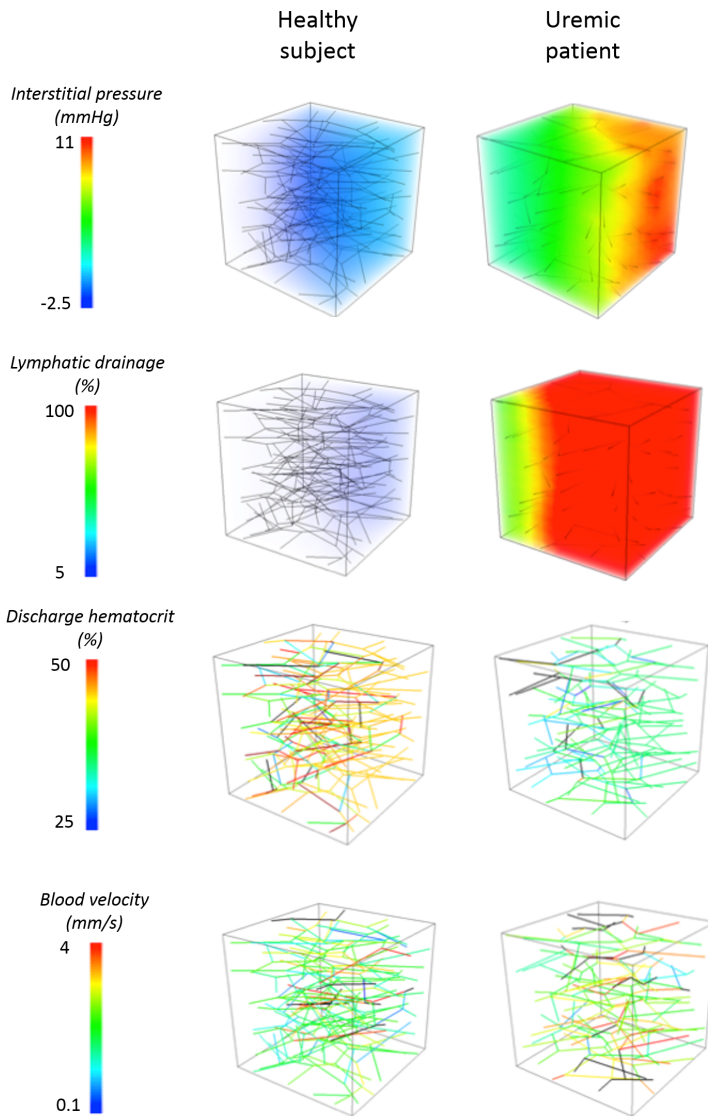 Healthy
subject
Uremic
patient
Interstitial pressure
(mmHg)
11
-2.5
Lymphatic drainage
(%)
100
5
Discharge hematocrit
(%)
50
25
Blood velocity
(mm/s)
4
0.1